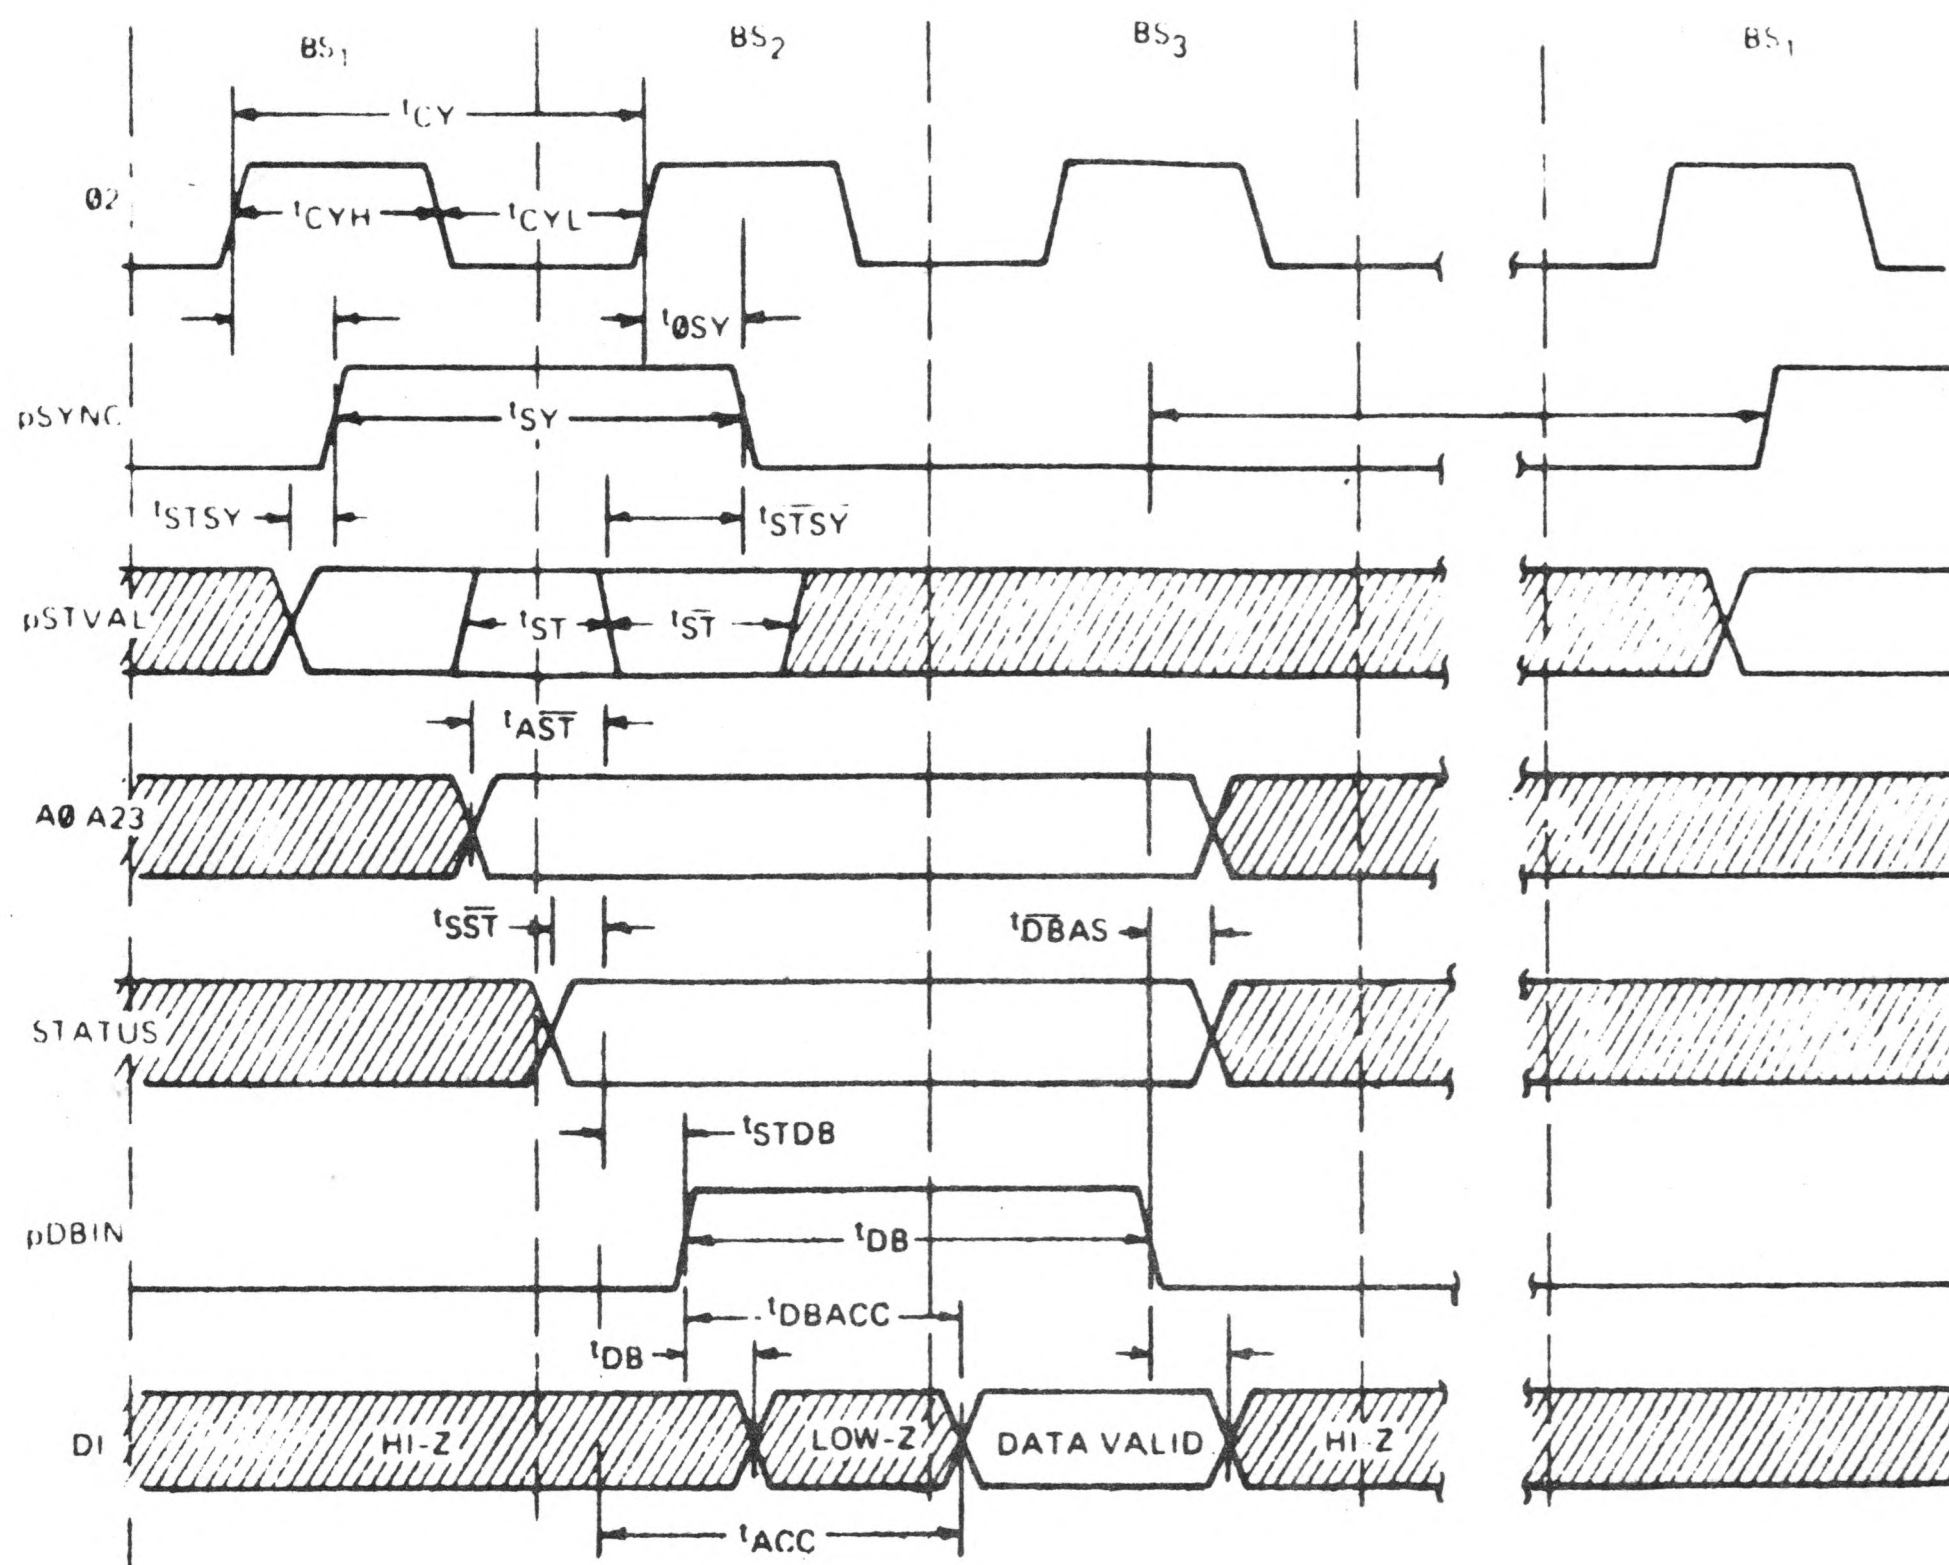 BS1 BS2 BS3 BS1
tCY
Ø2
tCYH tCYL
tØSY
pSYNC
tSY
tSTSY
tS̅T̅SY
pSTVAL
tST tS̅T̅
tAS̅T̅
A0 A23
tSS̅T̅ tD̅B̅AS
STATUS
tSTDB
pDBIN
tDB
tDBACC
tDB
DI HI-Z LOW-Z DATA VALID HI-Z
tACC